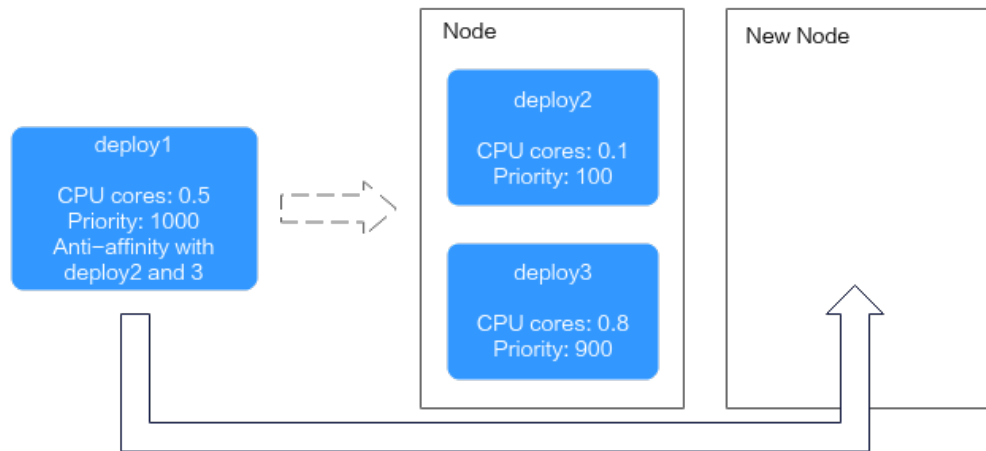 deploy1
CPU cores: 0.5
Priority: 1000
Anti−affinity with
deploy2 and 3
Node
deploy2
CPU cores: 0.1
Priority: 100
deploy3
CPU cores: 0.8
Priority: 900
New Node